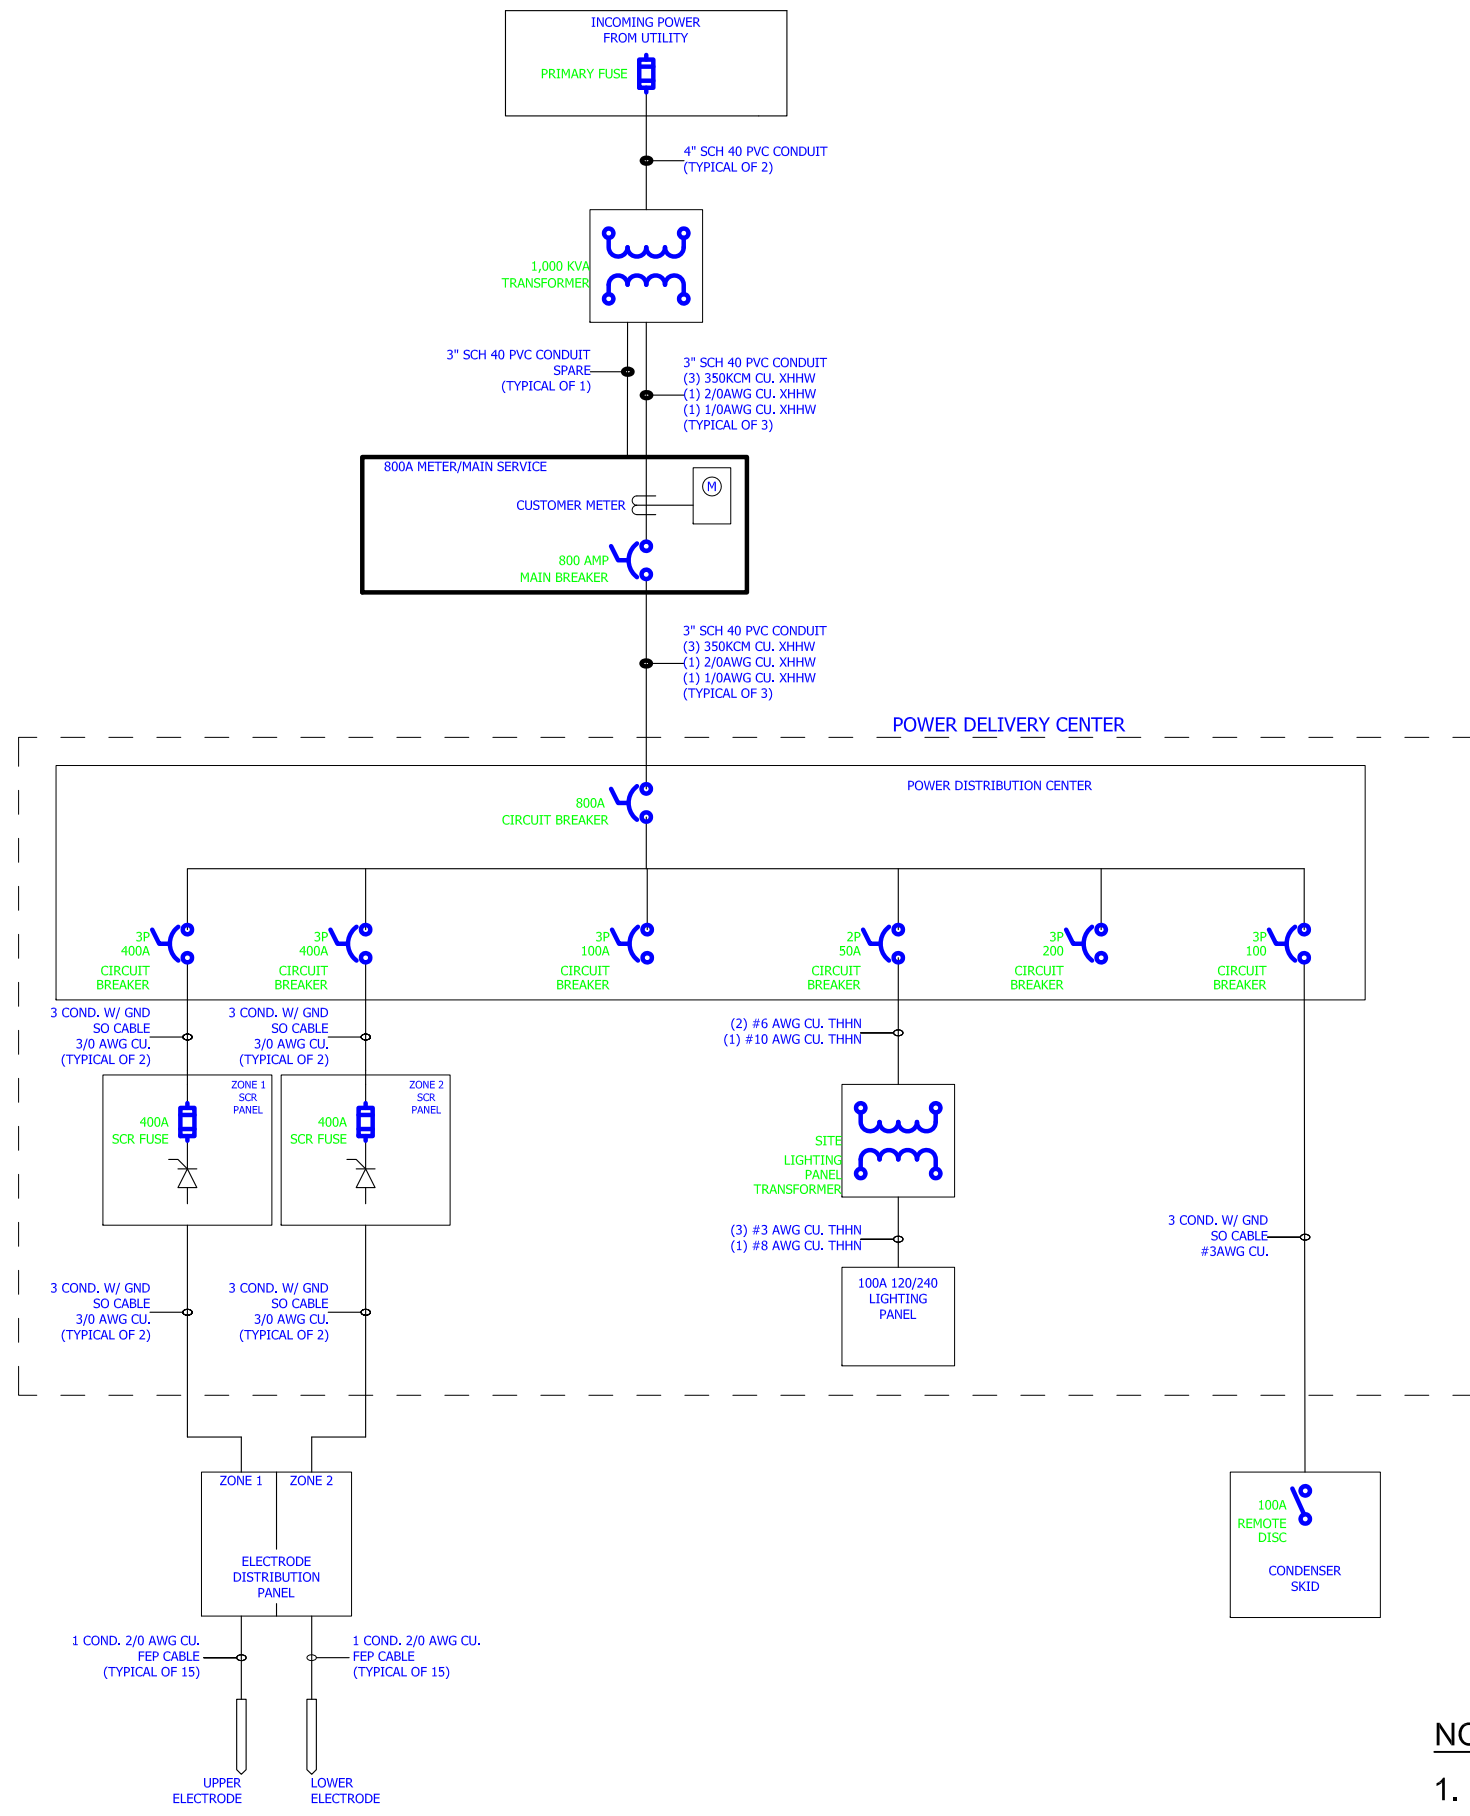 INCOMING POWER
FROM UTILITY
PRIMARY FUSE
4" SCH 40 PVC CONDUIT
(TYPICAL OF 2)
1,000 KVA
TRANSFORMER
3" SCH 40 PVC CONDUIT
SPARE
(TYPICAL OF 1)
3" SCH 40 PVC CONDUIT
(3) 350KCM CU. XHHW
(1) 2/0AWG CU. XHHW
(1) 1/0AWG CU. XHHW
(TYPICAL OF 3)
800A METER/MAIN SERVICE
M
CUSTOMER METER
800 AMP
MAIN BREAKER
3" SCH 40 PVC CONDUIT
(3) 350KCM CU. XHHW
(1) 2/0AWG CU. XHHW
(1) 1/0AWG CU. XHHW
(TYPICAL OF 3)
POWER DELIVERY CENTER
POWER DISTRIBUTION CENTER
800A
CIRCUIT BREAKER
3P
400A
CIRCUIT
BREAKER
3P
400A
CIRCUIT
BREAKER
3P
100A
CIRCUIT
BREAKER
2P
50A
CIRCUIT
BREAKER
3P
200
CIRCUIT
BREAKER
3P
100
CIRCUIT
BREAKER
3 COND. W/ GND
SO CABLE
3/0 AWG CU.
(TYPICAL OF 2)
3 COND. W/ GND
SO CABLE
3/0 AWG CU.
(TYPICAL OF 2)
(2) #6 AWG CU. THHN
(1) #10 AWG CU. THHN
ZONE 1
SCR
PANEL
400A
SCR FUSE
ZONE 2
SCR
PANEL
400A
SCR FUSE
SITE
LIGHTING
PANEL
TRANSFORMER
(3) #3 AWG CU. THHN
(1) #8 AWG CU. THHN
3 COND. W/ GND
SO CABLE
#3AWG CU.
3 COND. W/ GND
SO CABLE
3/0 AWG CU.
(TYPICAL OF 2)
3 COND. W/ GND
SO CABLE
3/0 AWG CU.
(TYPICAL OF 2)
100A 120/240
LIGHTING
PANEL
ZONE 1
ZONE 2
ELECTRODE
DISTRIBUTION
PANEL
100A
REMOTE
DISC
CONDENSER
SKID
1 COND. 2/0 AWG CU.
FEP CABLE
(TYPICAL OF 15)
1 COND. 2/0 AWG CU.
FEP CABLE
(TYPICAL OF 15)
UPPER
ELECTRODE
LOWER
ELECTRODE
1.